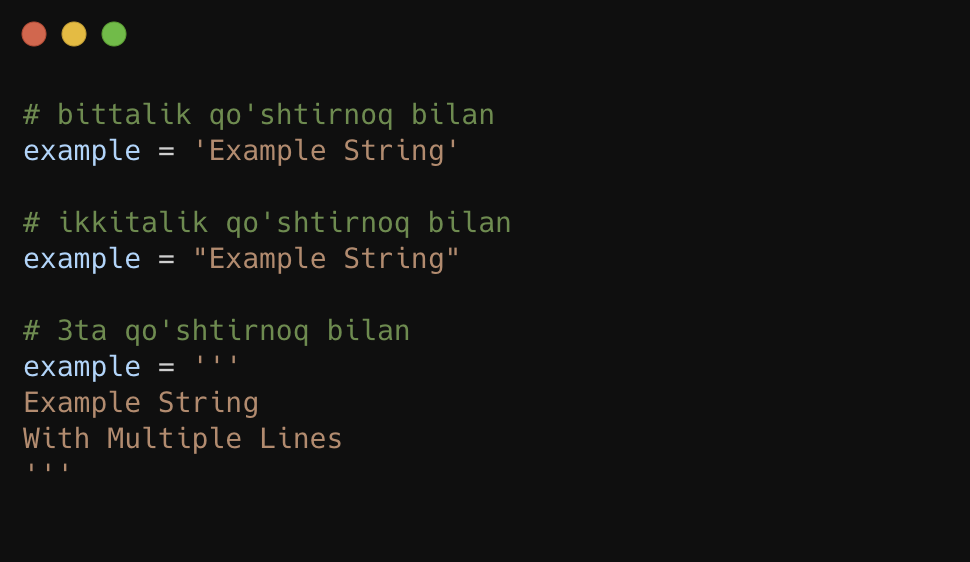 # bittalik qo'shtirnoq bilan
example = 'Example String'
# ikkitalik qo'shtirnoq bilan
example = "Example String"
# 3ta qo'shtirnoq bilan
example = '''
Example String
With Multiple Lines
'''